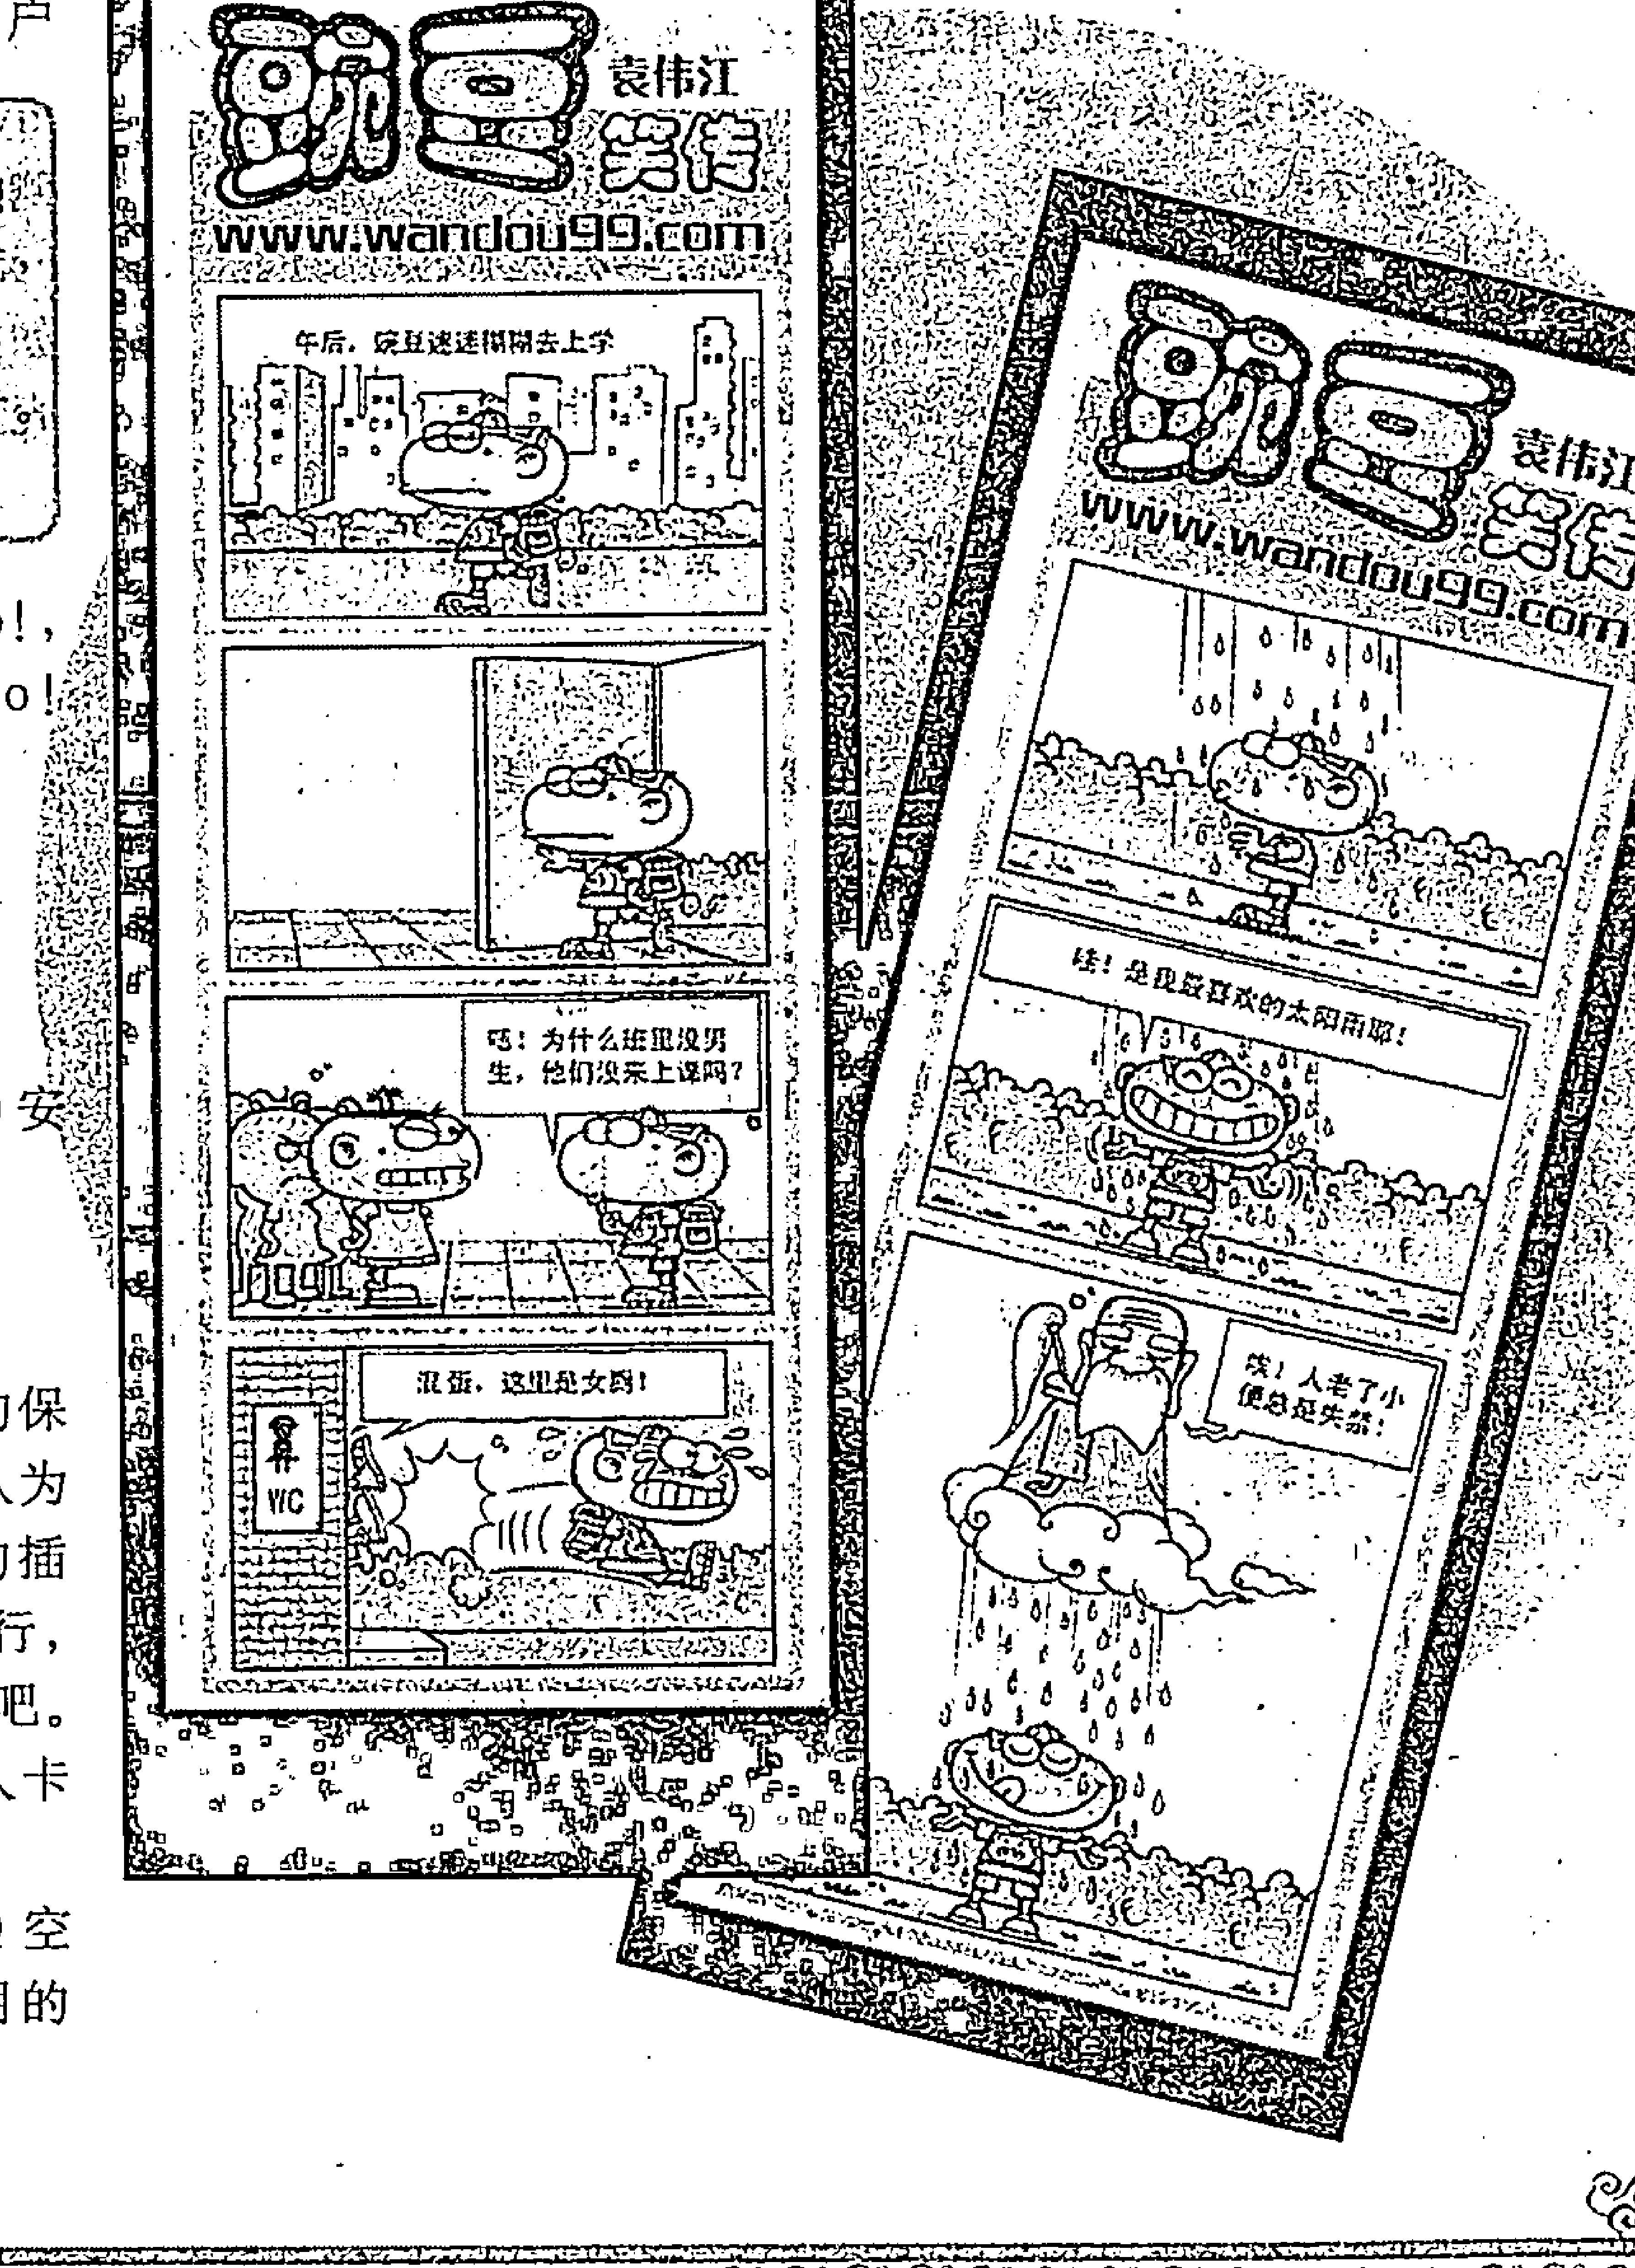 户
o!，
o!
安
保
为
插
行，
吧。
卡
空
的
豌豆
袁伟江
笑传
www.wandou99.com
午后，豌豆迷迷糊糊去上学
咦！为什么班里没男
生，他们没来上课吗？
混蛋，这里是女厕！
WC
豌豆
袁伟江
笑传
www.wandou99.com
哇！是我最喜欢的太阳雨耶！
唉！人老了小
便总是失禁！